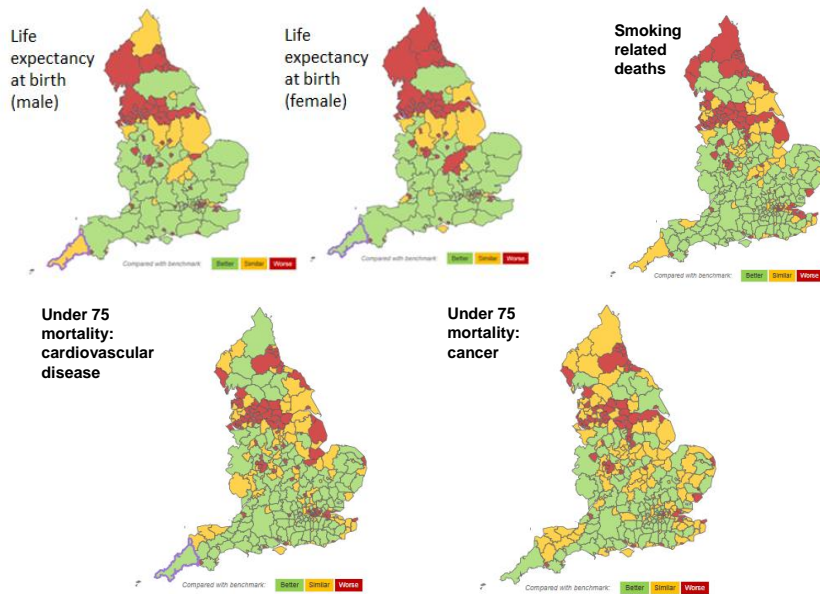 Life
expectancy
at birth
(male)
Life
expectancy
at birth
(female)
Smoking
related
deaths
Compared with benchmark: Better Similar Worse
Compared with benchmark: Better Similar Worse
Compared with benchmark: Better Similar Worse
Under 75
mortality:
cardiovascular
disease
Under 75
mortality:
cancer
Compared with benchmark: Better Similar Worse
Compared with benchmark: Better Similar Worse